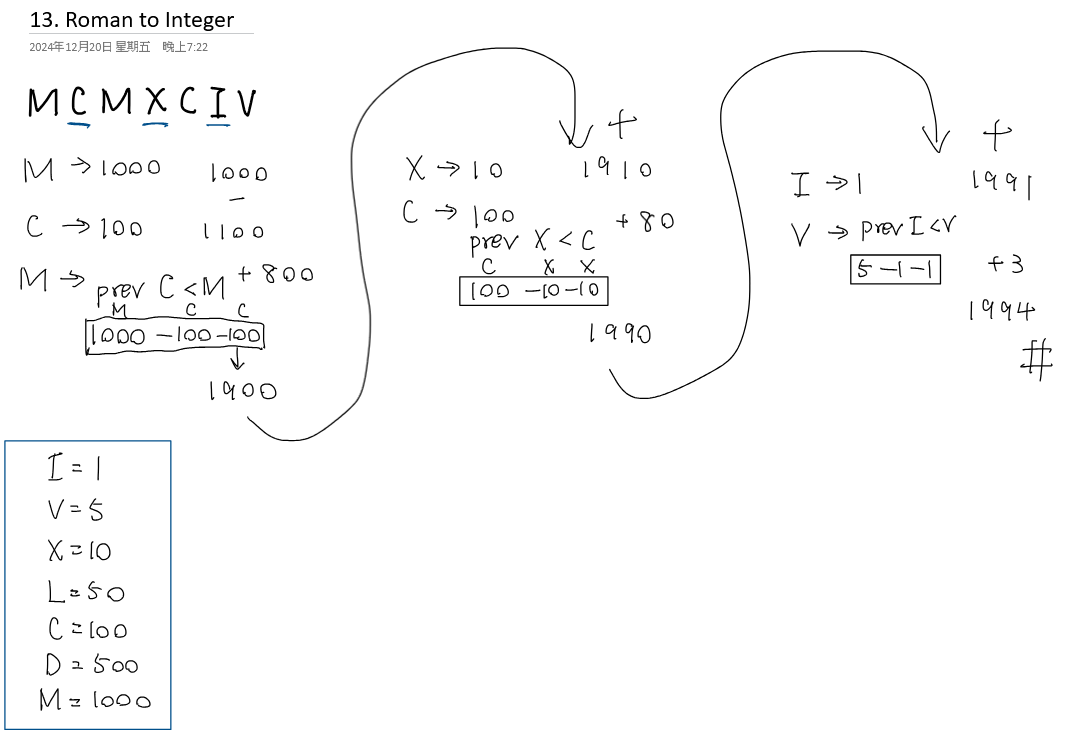 13. Roman to Integer
2024年12月20日 星期五 晚上7:22
M C M X C I V
M → 1000 1000
C → 100 1100
M → prev C < M + 800
M C C
1000 - 100 - 100
1900
+
X → 10 1910
C → 100 + 80
prev X < C
C X X
100 - 10 - 10
1990
+
I → 1 1991
V → prev I < V
5 - 1 - 1 + 3
1994
#
I = 1
V = 5
X = 10
L = 50
C = 100
D = 500
M = 1000